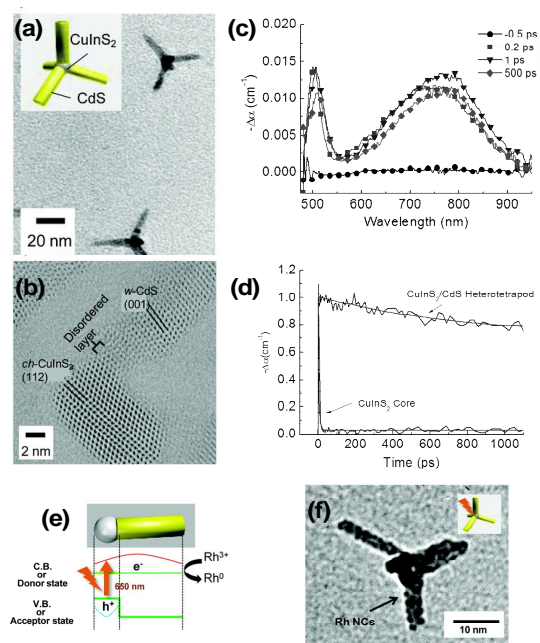 (a)
CuInS₂
CdS
20 nm
(b)
w-CdS
(001)
Disordered
layer
ch-CuInS₂
(112)
2 nm
(c)
-0.5 ps
0.2 ps
1 ps
500 ps
-Δα (cm⁻¹)
0.020
0.015
0.010
0.005
0.000
500 600 700 800 900
Wavelength (nm)
(d)
CuInS₂/CdS Heterotetrapod
CuInS₂ Core
-Δα(cm⁻¹)
1.2
1.0
0.8
0.6
0.4
0.2
0.0
0 200 400 600 800 1000
Time (ps)
(e)
C.B.
or
Donor state
e⁻
Rh³⁺
Rh⁰
650 nm
V.B.
or
Acceptor state
h⁺
(f)
Rh NCs
10 nm